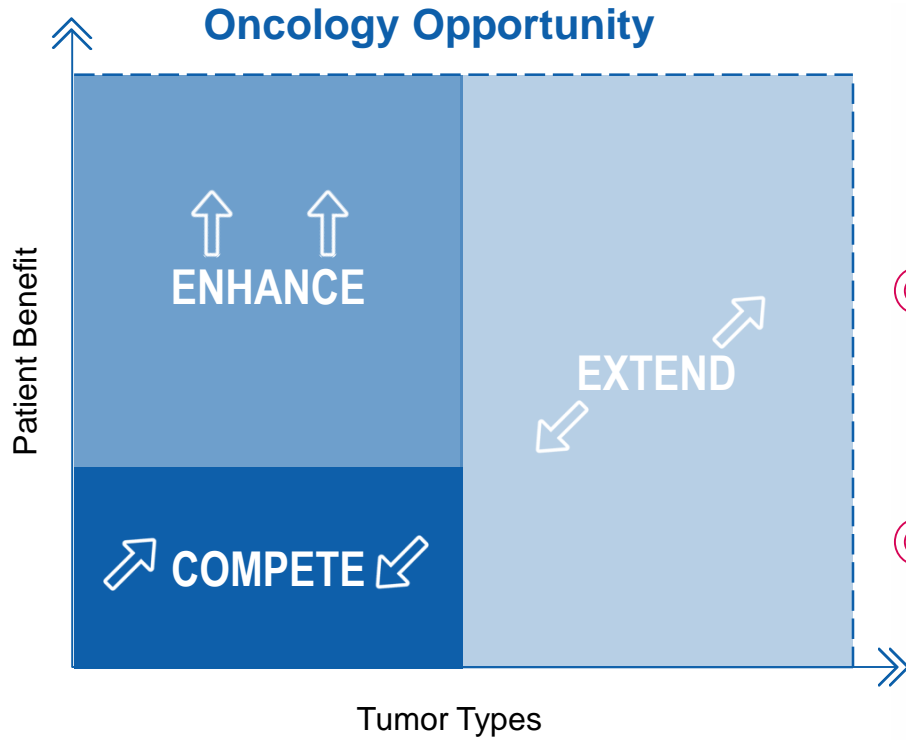 Oncology Opportunity
Patient Benefit
ENHANCE
EXTEND
COMPETE
Tumor Types